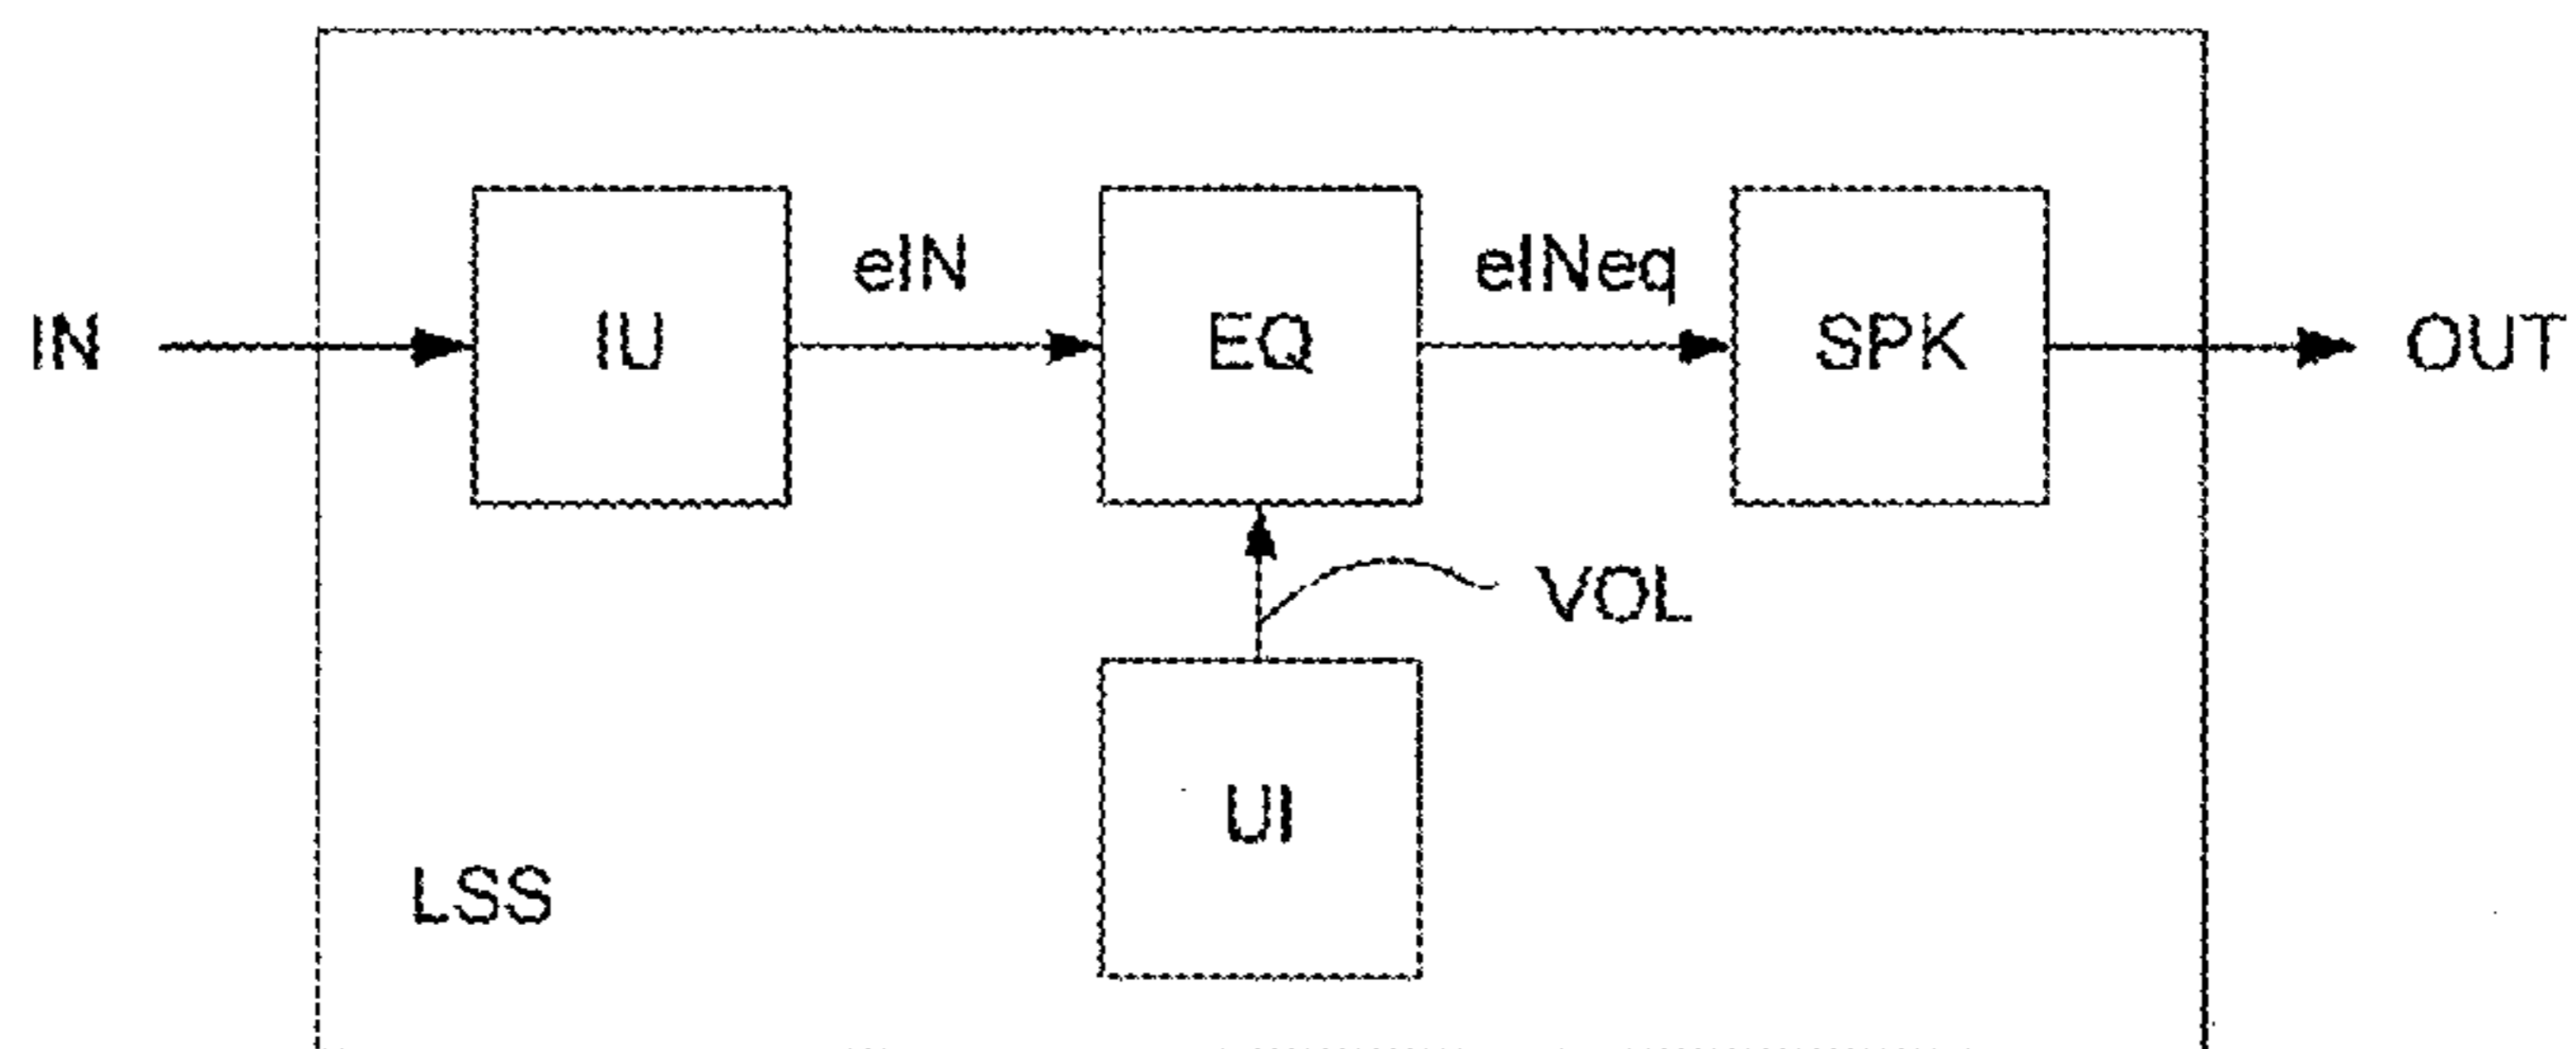 eIN
eINeq
IN
IU
EQ
SPK
OUT
VOL
UI
LSS